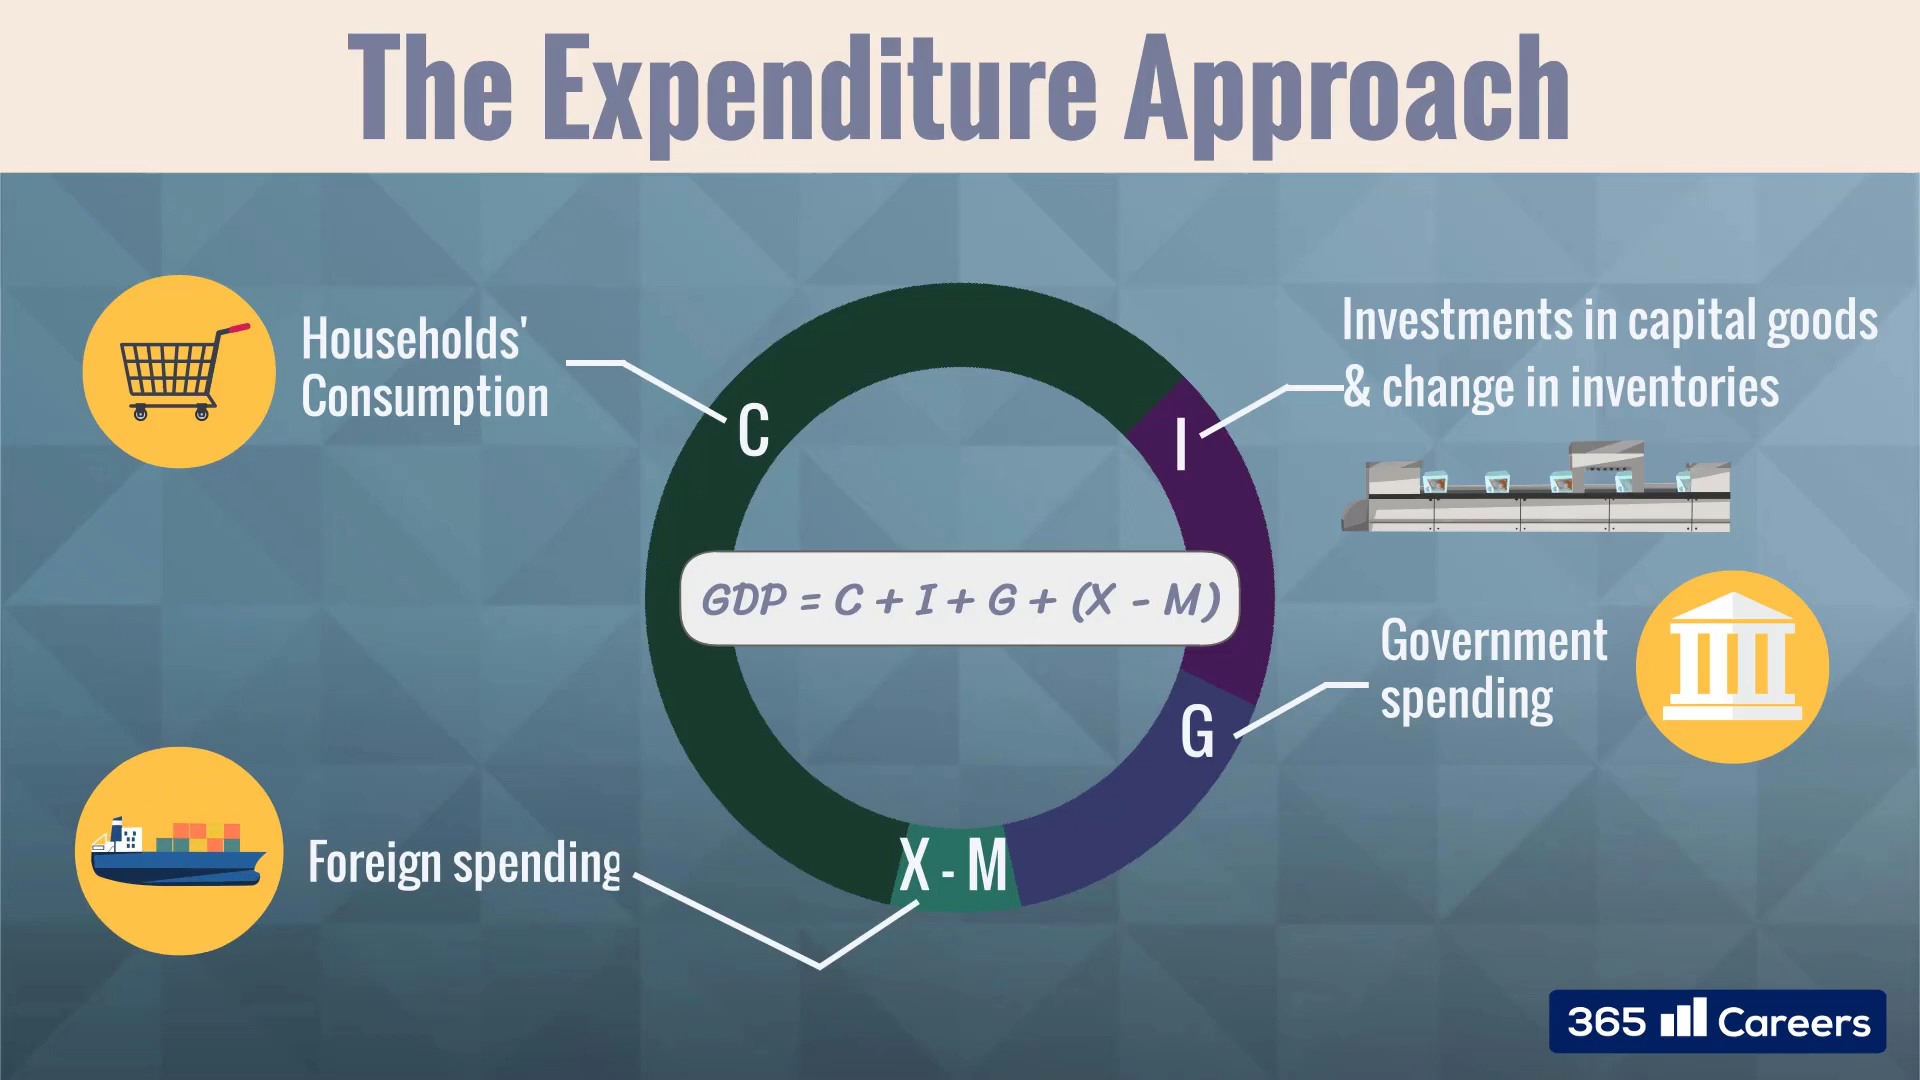 The Expenditure Approach
Households'
Consumption
C
Investments in capital goods
& change in inventories
I
GDP = C + I + G + (X - M)
Government
spending
G
Foreign spending
X - M
365 Careers